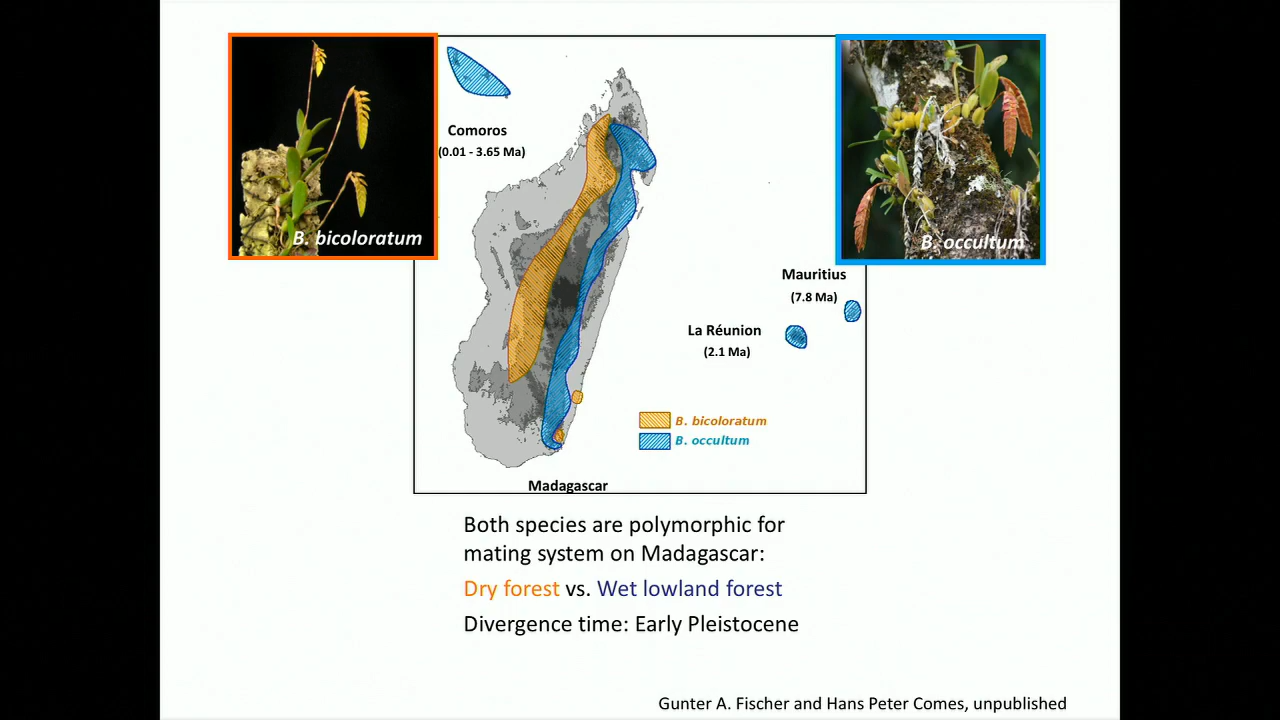 B. bicoloratum
B. occultum
Comoros
(0.01 - 3.65 Ma)
Mauritius
(7.8 Ma)
La Réunion
(2.1 Ma)
B. bicoloratum
B. occultum
Madagascar
Both species are polymorphic for
mating system on Madagascar:
Dry forest vs. Wet lowland forest
Divergence time: Early Pleistocene
Gunter A. Fischer and Hans Peter Comes, unpublished